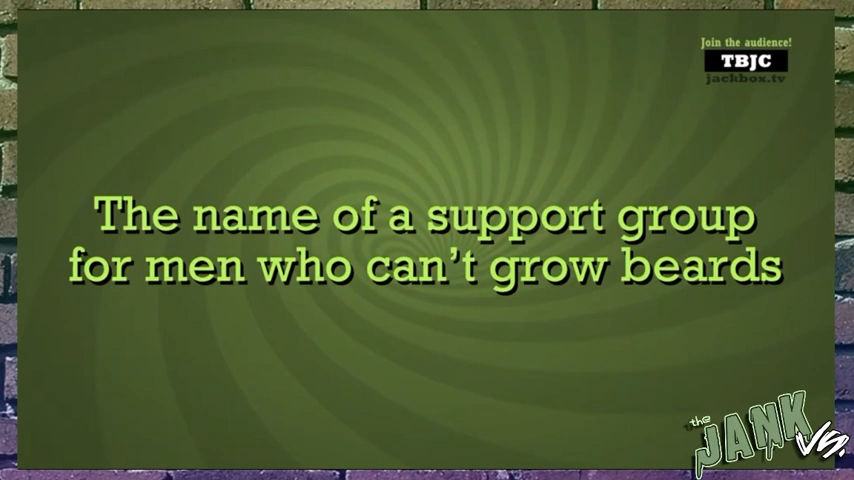 Join the audience!
TBJC
jackbox.tv
The name of a support group
for men who can't grow beards
the
JANK
VS.